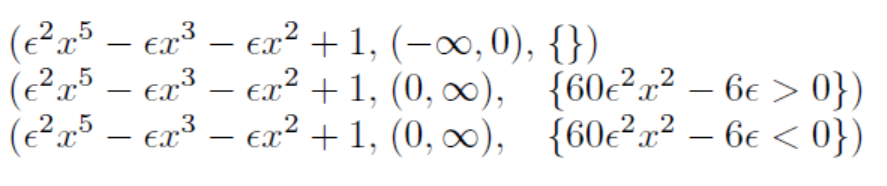 (ϵ²x⁵ − ϵx³ − ϵx² + 1, (−∞, 0), {})
(ϵ²x⁵ − ϵx³ − ϵx² + 1, (0, ∞), {60ϵ²x² − 6ϵ > 0})
(ϵ²x⁵ − ϵx³ − ϵx² + 1, (0, ∞), {60ϵ²x² − 6ϵ < 0})